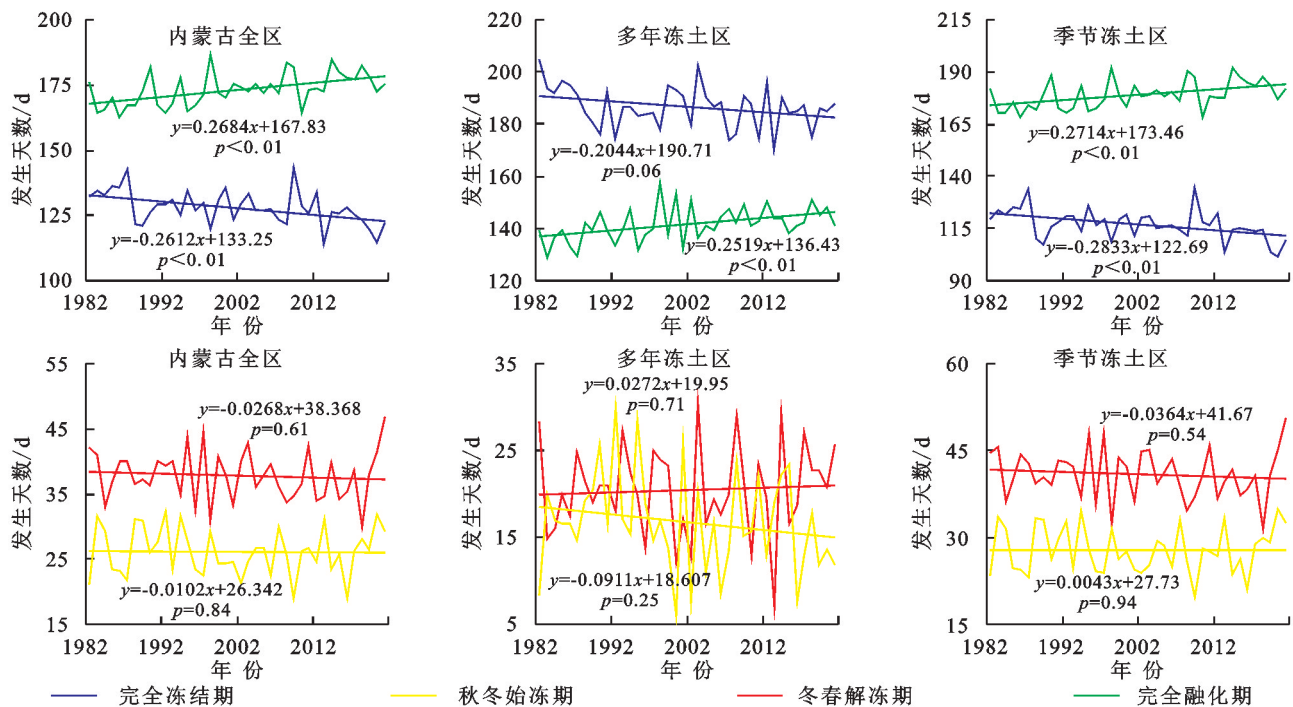 内蒙古全区
发生天数/d
200
175
150
125
100
y=0.2684x+167.83
p<0.01
y=-0.2612x+133.25
p<0.01
1982 1992 2002 2012
年 份
多年冻土区
发生天数/d
220
200
180
160
140
120
y=-0.2044x+190.71
p=0.06
y=0.2519x+136.43
p<0.01
1982 1992 2002 2012
年 份
季节冻土区
发生天数/d
215
190
165
140
115
90
y=0.2714x+173.46
p<0.01
y=-0.2833x+122.69
p<0.01
1982 1992 2002 2012
年 份
内蒙古全区
发生天数/d
55
45
35
25
15
y=-0.0268x+38.368
p=0.61
y=-0.0102x+26.342
p=0.84
1982 1992 2002 2012
年 份
多年冻土区
发生天数/d
35
25
15
5
y=0.0272x+19.95
p=0.71
y=-0.0911x+18.607
p=0.25
1982 1992 2002 2012
年 份
季节冻土区
发生天数/d
60
45
30
15
y=-0.0364x+41.67
p=0.54
y=0.0043x+27.73
p=0.94
1982 1992 2002 2012
年 份
完全冻结期 秋冬始冻期 冬春解冻期 完全融化期